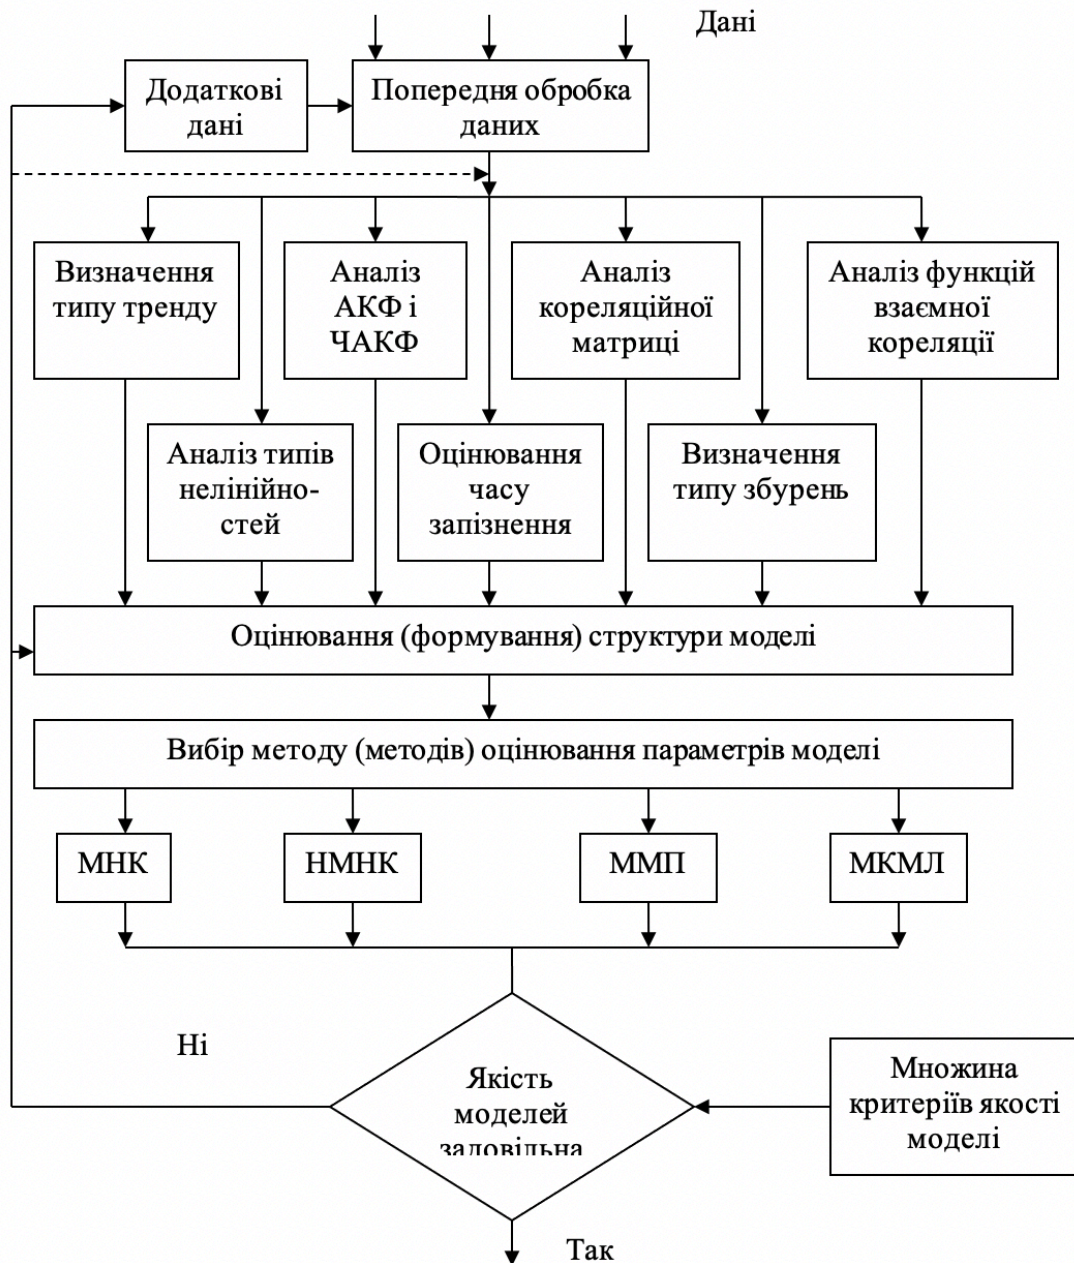 Дані
Додаткові
дані
Попередня обробка
даних
Визначення
типу тренду
Аналіз
АКФ і
ЧАКФ
Аналіз
кореляційної
матриці
Аналіз функцій
взаємної
кореляції
Аналіз типів
нелінійно-
стей
Оцінювання
часу
запізнення
Визначення
типу збурень
Оцінювання (формування) структури моделі
Вибір методу (методів) оцінювання параметрів моделі
МНК
НМНК
ММП
МКМЛ
Ні
Якість
моделей
задовільна
Множина
критеріїв якості
моделі
Так